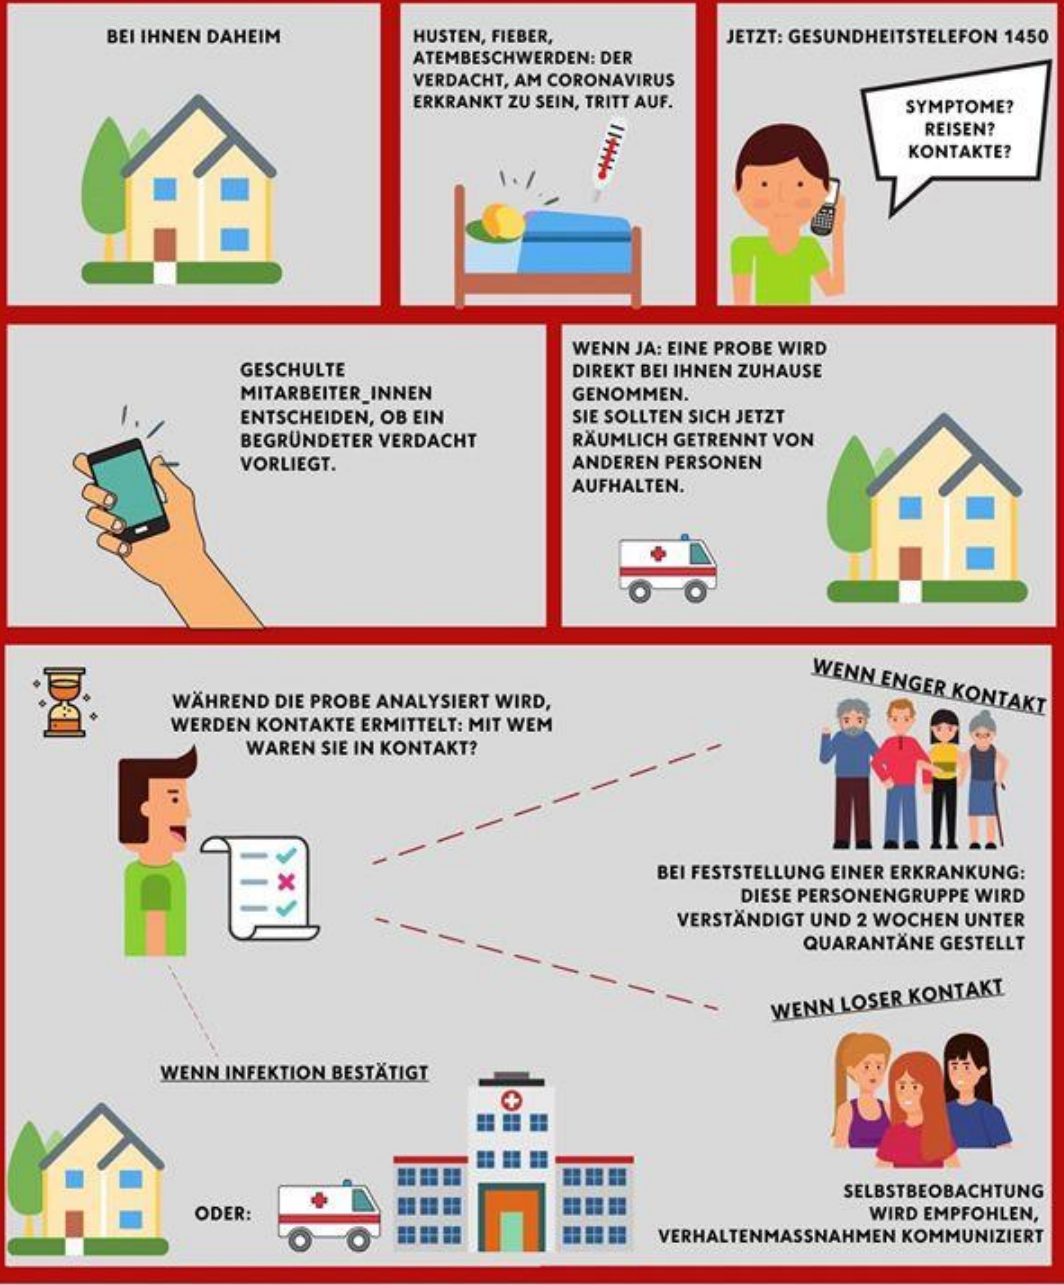 BEI IHNEN DAHEIM
HUSTEN, FIEBER,
ATEMBESCHWERDEN: DER
VERDACHT, AM CORONAVIRUS
ERKRANKT ZU SEIN, TRITT AUF.
JETZT: GESUNDHEITSTELEFON 1450
SYMPTOME?
REISEN?
KONTAKTE?
GESCHULTE
MITARBEITER_INNEN
ENTSCHEIDEN, OB EIN
BEGRÜNDETER VERDACHT
VORLIEGT.
WENN JA: EINE PROBE WIRD
DIREKT BEI IHNEN ZUHAUSE
GENOMMEN.
SIE SOLLTEN SICH JETZT
RÄUMLICH GETRENNT VON
ANDEREN PERSONEN
AUFHALTEN.
WÄHREND DIE PROBE ANALYSIERT WIRD,
WERDEN KONTAKTE ERMITTELT: MIT WEM
WAREN SIE IN KONTAKT?
WENN ENGER KONTAKT
BEI FESTSTELLUNG EINER ERKRANKUNG:
DIESE PERSONENGRUPPE WIRD
VERSTÄNDIGT UND 2 WOCHEN UNTER
QUARANTÄNE GESTELLT
WENN LOSER KONTAKT
SELBSTBEOBACHTUNG
WIRD EMPFOHLEN,
VERHALTENMASSNAHMEN KOMMUNIZIERT
WENN INFEKTION BESTÄTIGT
ODER: